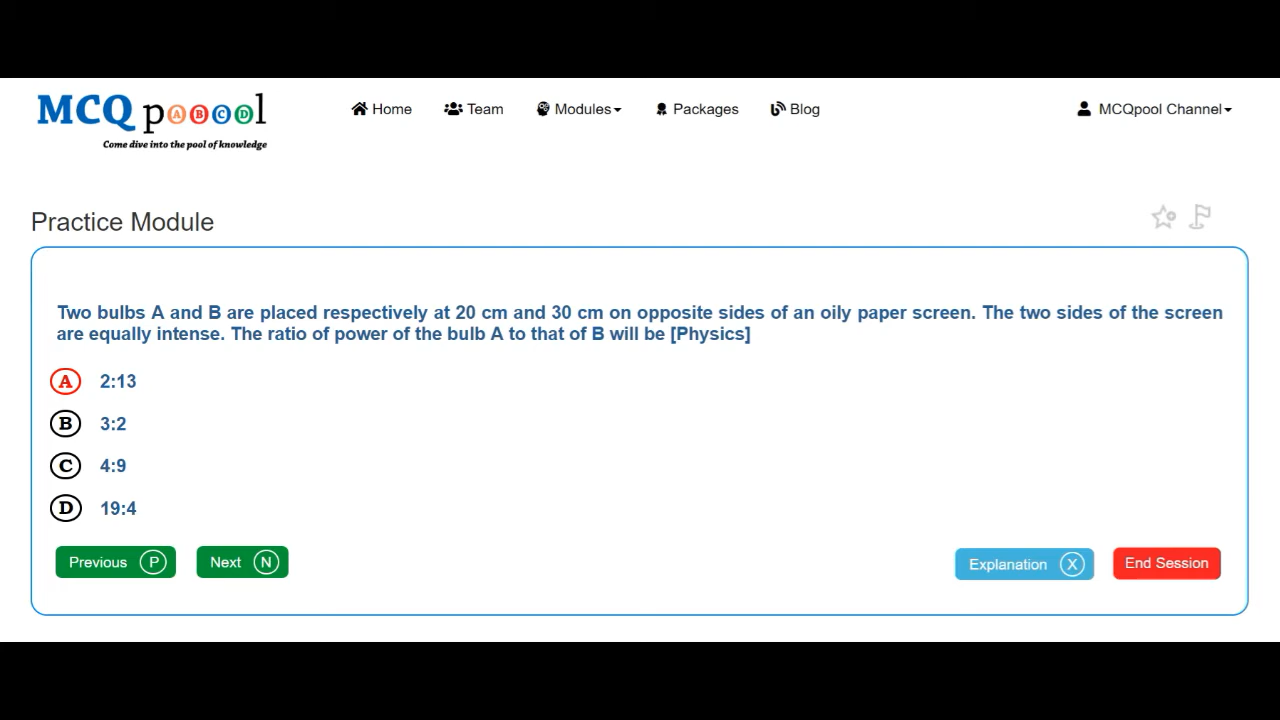 MCQ pABCDl
Come dive into the pool of knowledge
Home Team Modules Packages Blog MCQpool Channel
Practice Module
Two bulbs A and B are placed respectively at 20 cm and 30 cm on opposite sides of an oily paper screen. The two sides of the screen
are equally intense. The ratio of power of the bulb A to that of B will be [Physics]
A 2:13
B 3:2
C 4:9
D 19:4
Previous P Next N Explanation X End Session